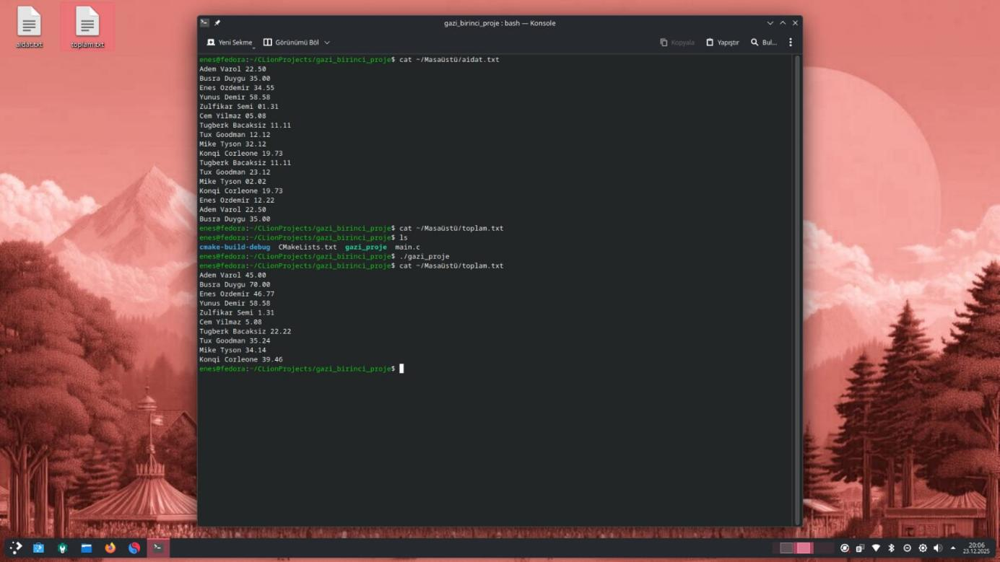 aidat.txt
toplam.txt
gazi_birinci_proje : bash — Konsole
Yeni Sekme Görünümü Böl Kopyala Yapıştır Bul...
enes@fedora:~/CLionProjects/gazi_birinci_proje$ cat ~/Masaüstü/aidat.txt
Adem Varol 22.50
Busra Duygu 35.00
Enes Ozdemir 34.55
Yunus Demir 58.58
Zulfikar Semi 01.31
Cem Yilmaz 05.08
Tugberk Bacaksiz 11.11
Tux Goodman 12.12
Mike Tyson 32.12
Konqi Corleone 19.73
Tugberk Bacaksiz 11.11
Tux Goodman 23.12
Mike Tyson 02.02
Konqi Corleone 19.73
Enes Ozdemir 12.22
Adem Varol 22.50
Busra Duygu 35.00
enes@fedora:~/CLionProjects/gazi_birinci_proje$ cat ~/Masaüstü/toplam.txt
enes@fedora:~/CLionProjects/gazi_birinci_proje$ ls
cmake-build-debug CMakeLists.txt gazi_proje main.c
enes@fedora:~/CLionProjects/gazi_birinci_proje$ ./gazi_proje
enes@fedora:~/CLionProjects/gazi_birinci_proje$ cat ~/Masaüstü/toplam.txt
Adem Varol 45.00
Busra Duygu 70.00
Enes Ozdemir 46.77
Yunus Demir 58.58
Zulfikar Semi 1.31
Cem Yilmaz 5.08
Tugberk Bacaksiz 22.22
Tux Goodman 35.24
Mike Tyson 34.14
Konqi Corleone 39.46
enes@fedora:~/CLionProjects/gazi_birinci_proje$
20:06
23.12.2025